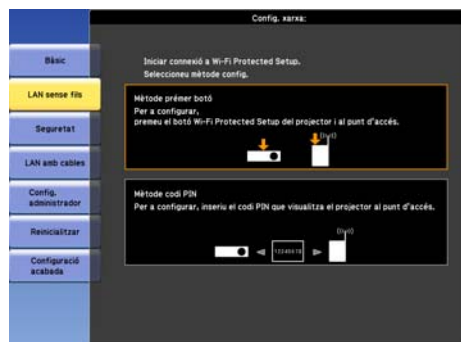 Config. xarxa:
Bàsic
LAN sense fils
Seguretat
LAN amb cables
Config.
administrador
Reinicialitzar
Configuració
acabada
Iniciar connexió a Wi-Fi Protected Setup.
Seleccioneu mètode config.
Mètode prémer botó
Per a configurar,
premeu el botó Wi-Fi Protected Setup del projector i al punt d'accés.
Mètode codi PIN
Per a configurar, inseriu el codi PIN que visualitza el projector al punt d'accés.
12345678